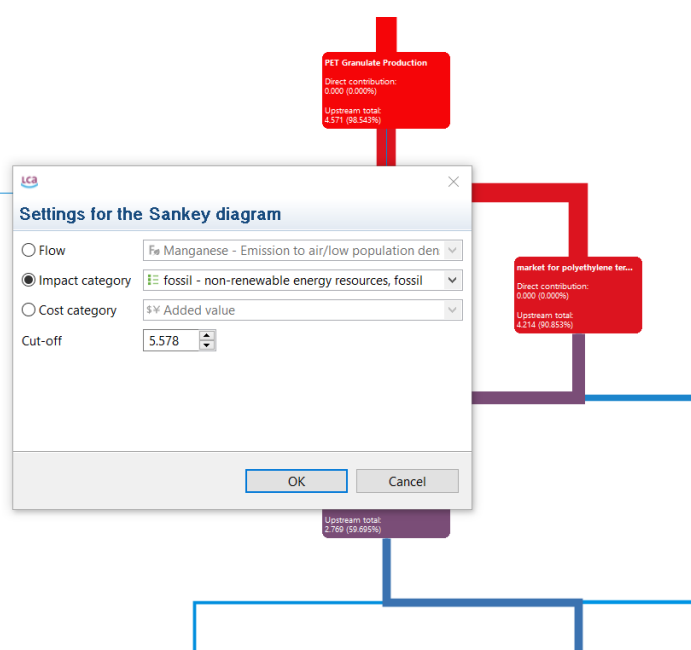 PET Granulate Production
Direct contribution:
0.000 (0.000%)
Upstream total:
4.571 (98.543%)
LCA
Settings for the Sankey diagram
Flow
Fe Manganese - Emission to air/low population den
Impact category
fossil - non-renewable energy resources, fossil
Cost category
$¥ Added value
Cut-off
5.578
OK
Cancel
market for polyethylene ter...
Direct contribution:
0.000 (0.000%)
Upstream total:
4.214 (90.853%)
Upstream total:
2.769 (59.695%)